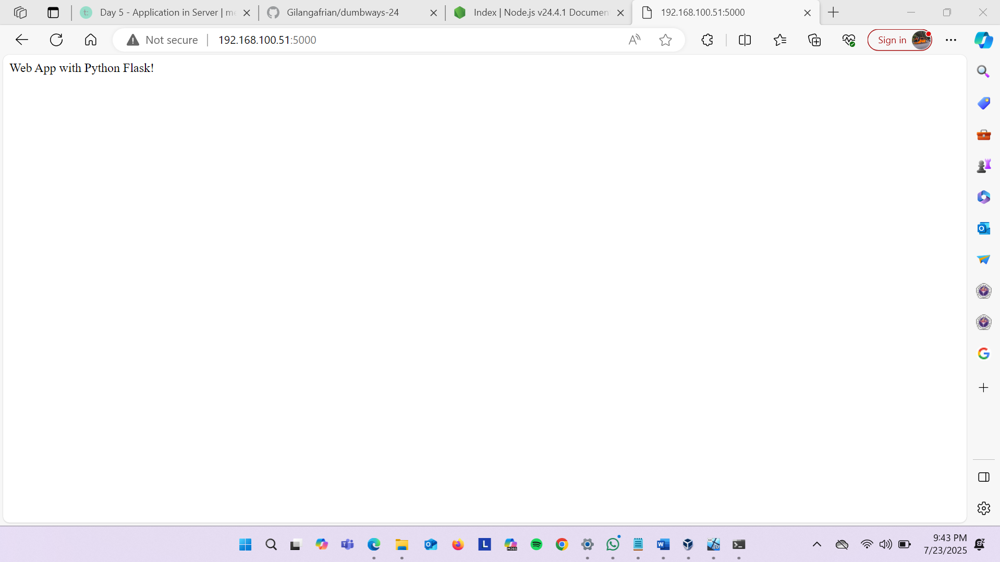 Day 5 - Application in Server | me
Gilangafrian/dumbways-24
Index | Node.js v24.4.1 Documen
192.168.100.51:5000
Not secure
192.168.100.51:5000
Sign in
Web App with Python Flask!
9:43 PM
7/23/2025